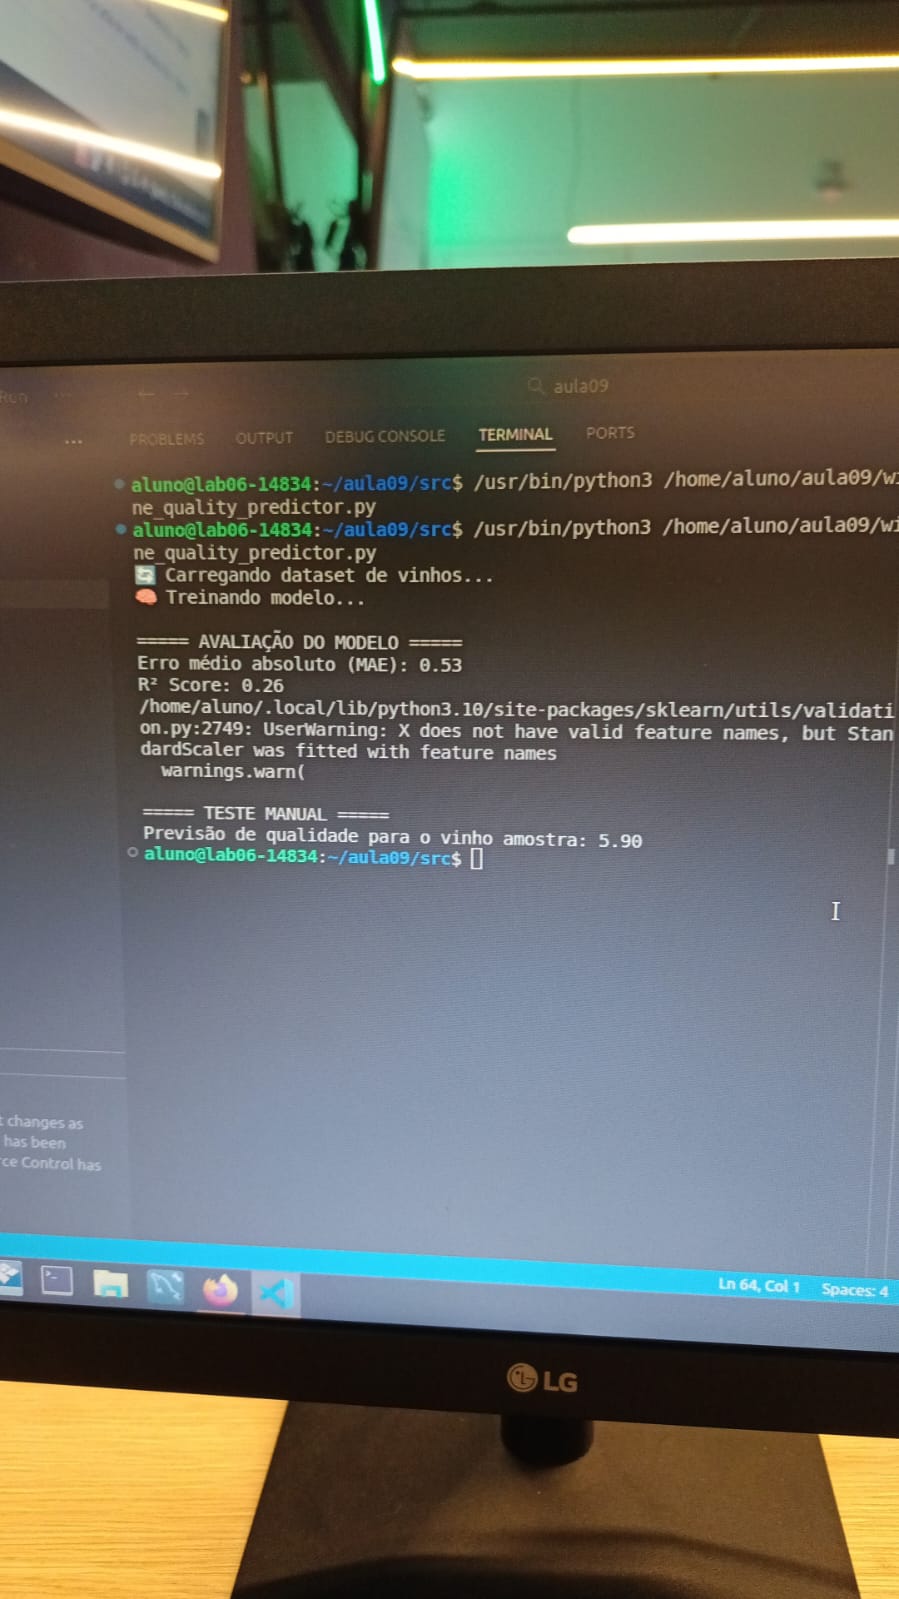 Run ...
aula09
... PROBLEMS OUTPUT DEBUG CONSOLE TERMINAL PORTS
aluno@lab06-14834:~/aula09/src$ /usr/bin/python3 /home/aluno/aula09/wi
ne_quality_predictor.py
aluno@lab06-14834:~/aula09/src$ /usr/bin/python3 /home/aluno/aula09/wi
ne_quality_predictor.py
🔄 Carregando dataset de vinhos...
🧠 Treinando modelo...
===== AVALIAÇÃO DO MODELO =====
Erro médio absoluto (MAE): 0.53
R² Score: 0.26
/home/aluno/.local/lib/python3.10/site-packages/sklearn/utils/validati
on.py:2749: UserWarning: X does not have valid feature names, but Stan
dardScaler was fitted with feature names
warnings.warn(
===== TESTE MANUAL =====
Previsão de qualidade para o vinho amostra: 5.90
aluno@lab06-14834:~/aula09/src$
t changes as
has been
rce Control has
Ln 64, Col 1 Spaces: 4
LG